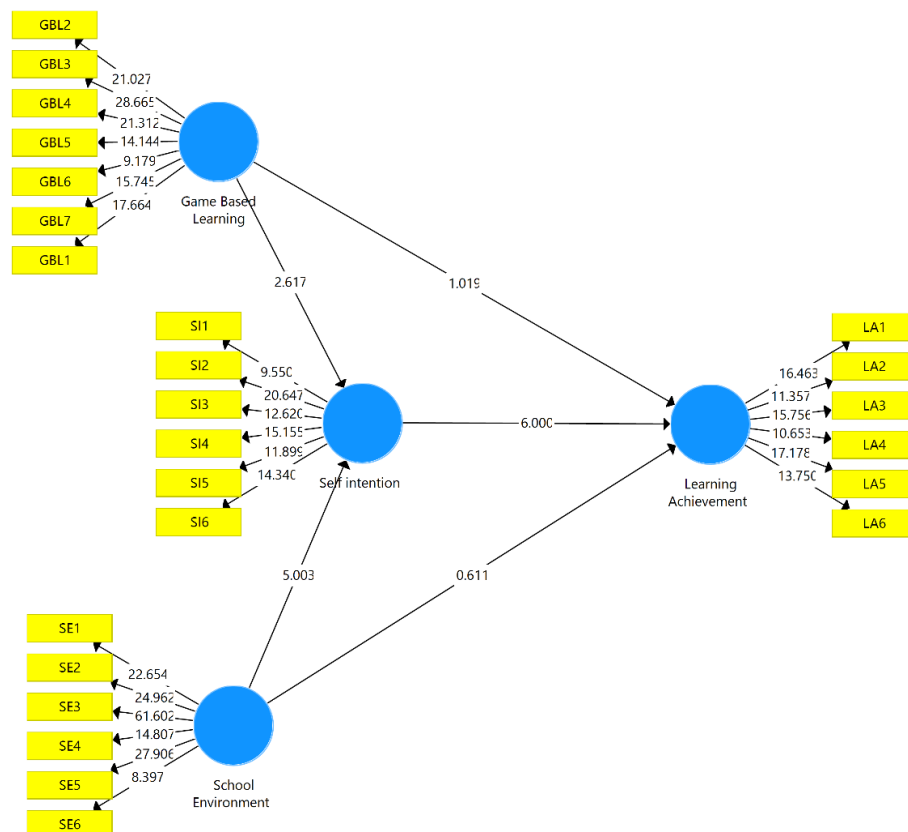 GBL2
GBL3
GBL4
GBL5
GBL6
GBL7
GBL1
21.027
28.665
21.312
14.144
9.179
15.745
17.664
Game Based
Learning
2.617
1.019
SI1
SI2
SI3
SI4
SI5
SI6
9.550
20.647
12.620
15.155
11.899
14.340
Self intention
6.000
LA1
LA2
LA3
LA4
LA5
LA6
16.463
11.357
15.756
10.653
17.178
13.750
Learning
Achievement
5.003
0.611
SE1
SE2
SE3
SE4
SE5
SE6
22.654
24.962
61.602
14.807
27.906
8.397
School
Environment